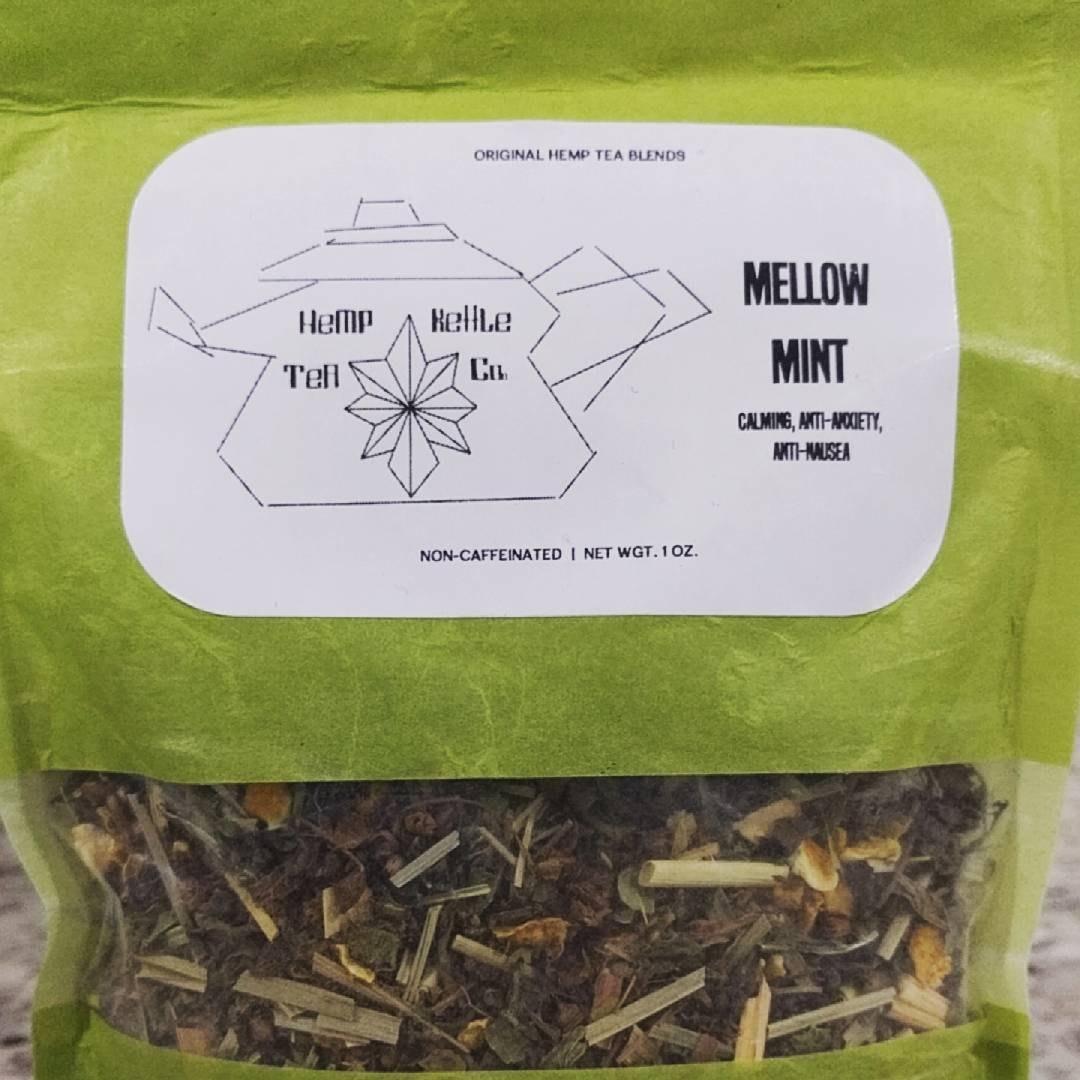 ORIGINAL HEMP TEA BLENDS
HEMP KETTLE
TEA Co.
MELLOW
MINT
CALMING, ANTI-ANXIETY,
ANTI-NAUSEA
NON-CAFFEINATED | NET WGT. 1 OZ.